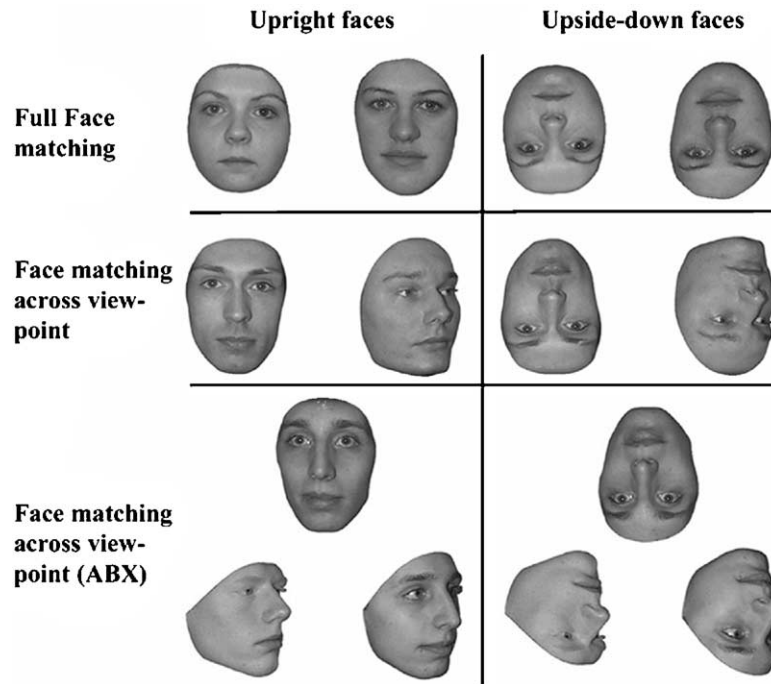 Upright faces
Upside-down faces
Full Face
matching
Face matching
across view-
point
Face matching
across view-
point (ABX)